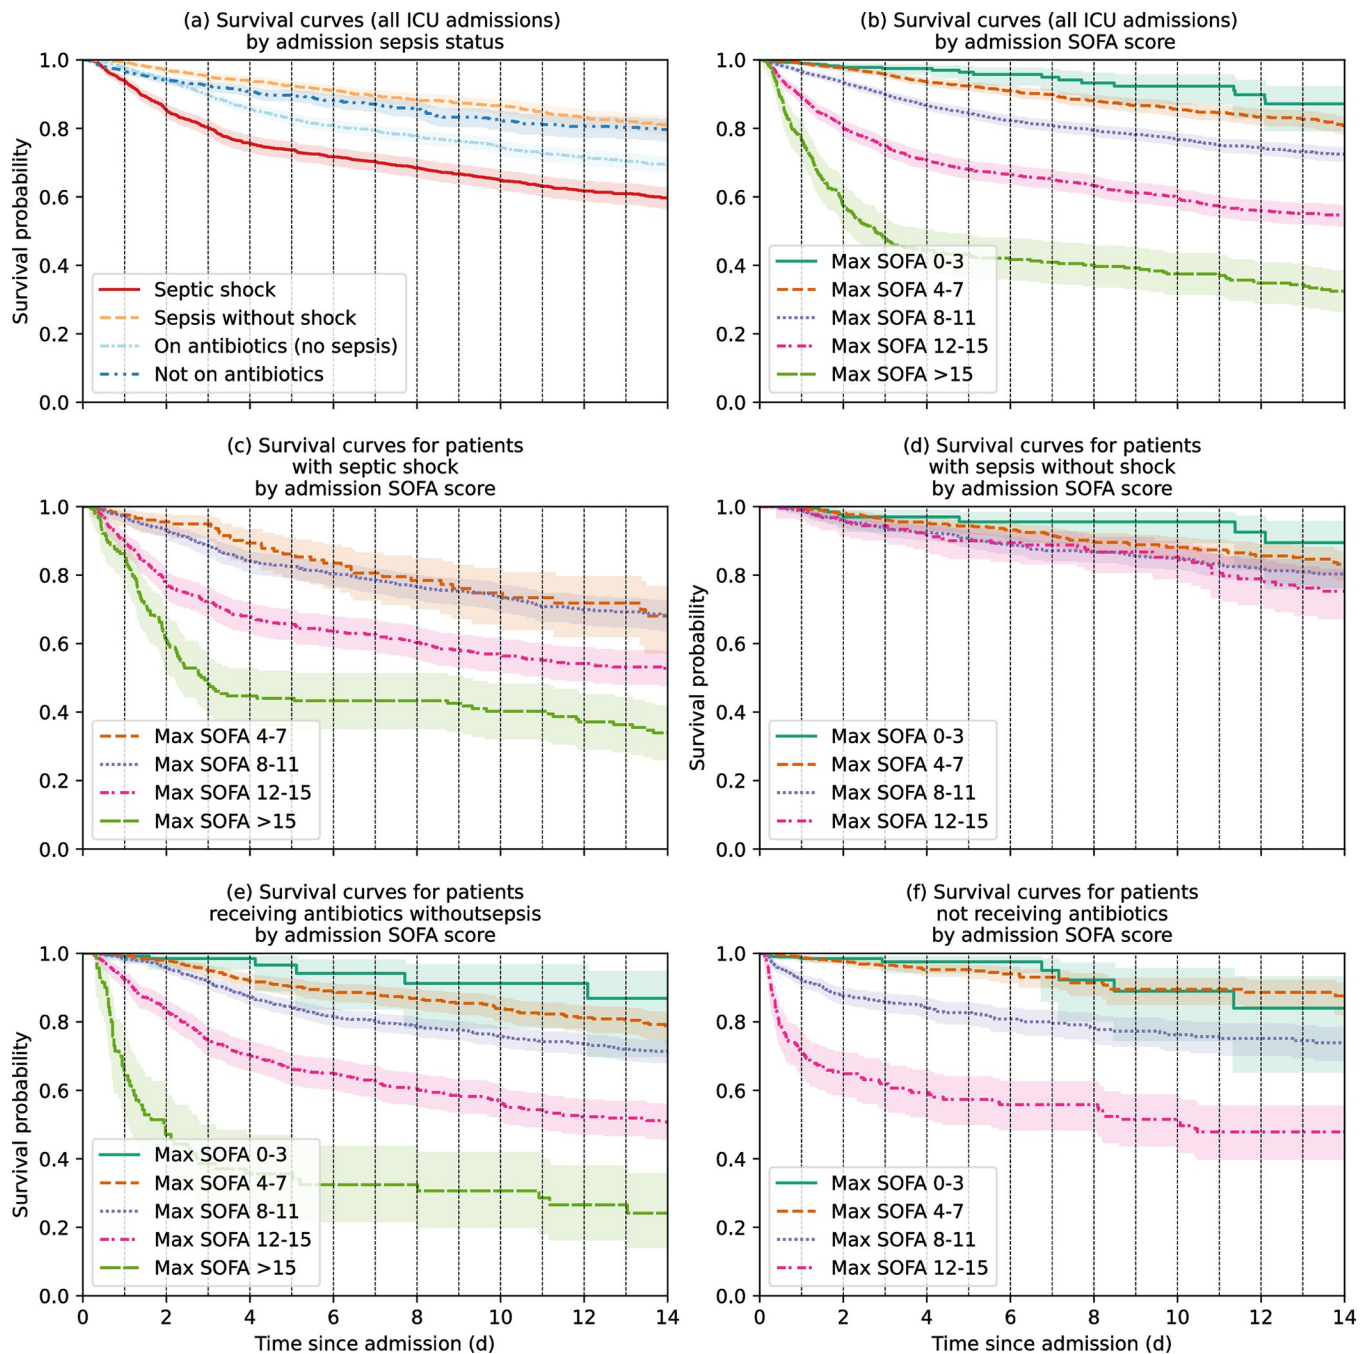 (a) Survival curves (all ICU admissions)
by admission sepsis status
1.0
0.8
0.6
0.4
0.2
0.0
Survival probability
Septic shock
Sepsis without shock
On antibiotics (no sepsis)
Not on antibiotics
(b) Survival curves (all ICU admissions)
by admission SOFA score
1.0
0.8
0.6
0.4
0.2
0.0
Max SOFA 0-3
Max SOFA 4-7
Max SOFA 8-11
Max SOFA 12-15
Max SOFA >15
(c) Survival curves for patients
with septic shock
by admission SOFA score
1.0
0.8
0.6
0.4
0.2
0.0
Max SOFA 4-7
Max SOFA 8-11
Max SOFA 12-15
Max SOFA >15
(d) Survival curves for patients
with sepsis without shock
by admission SOFA score
1.0
0.8
0.6
0.4
0.2
0.0
Survival probability
Max SOFA 0-3
Max SOFA 4-7
Max SOFA 8-11
Max SOFA 12-15
(e) Survival curves for patients
receiving antibiotics withoutsepsis
by admission SOFA score
1.0
0.8
0.6
0.4
0.2
0.0
Survival probability
Max SOFA 0-3
Max SOFA 4-7
Max SOFA 8-11
Max SOFA 12-15
Max SOFA >15
0 2 4 6 8 10 12 14
Time since admission (d)
(f) Survival curves for patients
not receiving antibiotics
by admission SOFA score
1.0
0.8
0.6
0.4
0.2
0.0
Max SOFA 0-3
Max SOFA 4-7
Max SOFA 8-11
Max SOFA 12-15
0 2 4 6 8 10 12 14
Time since admission (d)